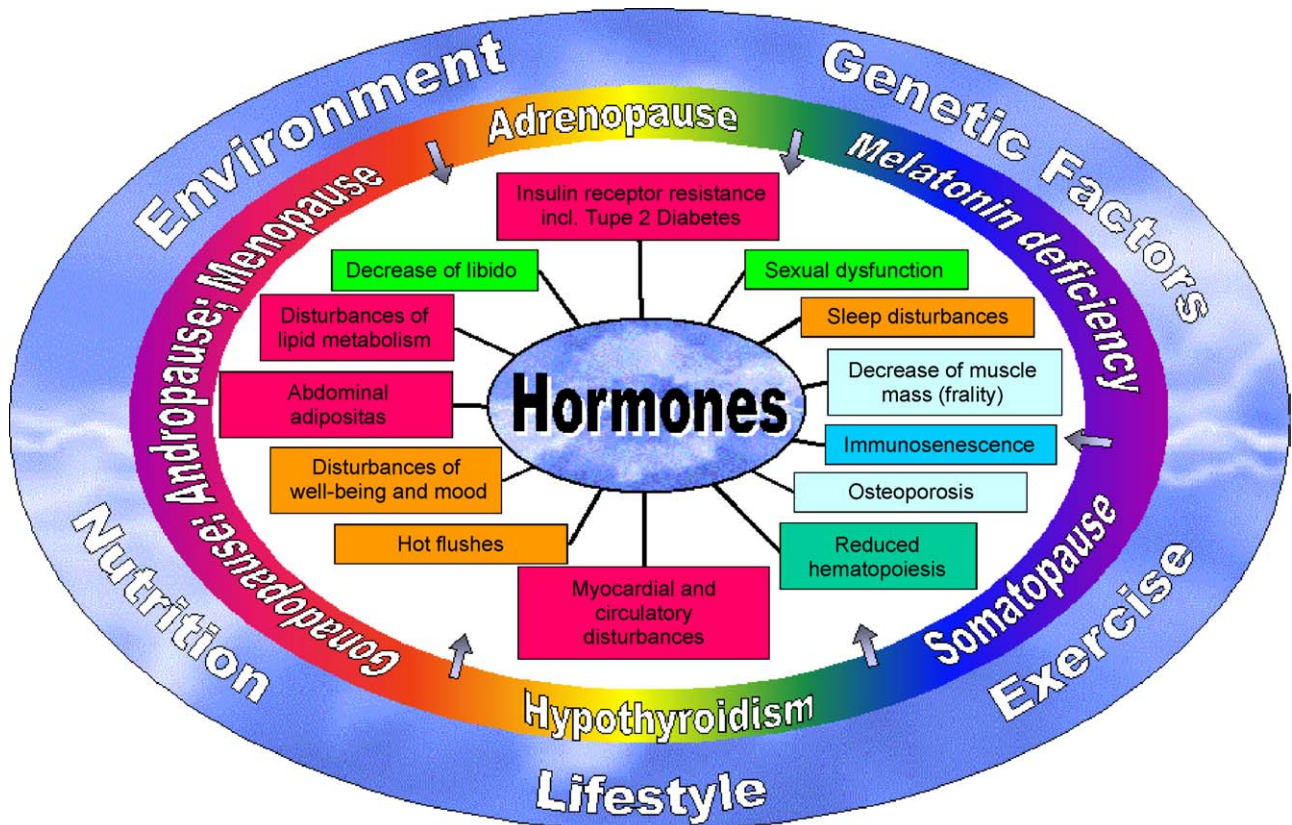 Environment
Genetic Factors
Adrenopause
Melatonin deficiency
Gonadopause; Andropause; Menopause
Insulin receptor resistance
incl. Tupe 2 Diabetes
Decrease of libido
Sexual dysfunction
Disturbances of
lipid metabolism
Sleep disturbances
Abdominal
adipositas
Hormones
Decrease of muscle
mass (frality)
Immunosenescence
Disturbances of
well-being and mood
Osteoporosis
Hot flushes
Reduced
hematopoiesis
Myocardial and
circulatory
disturbances
Somatopause
Hypothyroidism
Nutrition
Exercise
Lifestyle